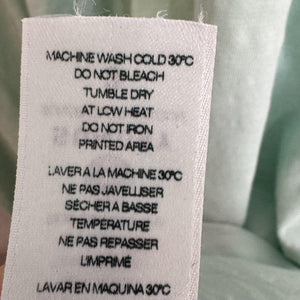 MACHINE WASH COLD 30°C
DO NOT BLEACH
TUMBLE DRY
AT LOW HEAT
DO NOT IRON
PRINTED AREA
LAVER A LA MACHINE 30°C
NE PAS JAVELLISER
SÉCHER A BASSE
TEMPERATURE
NE PAS REPASSER
L'IMPRIMÉ
LAVAR EN MAQUINA 30°C